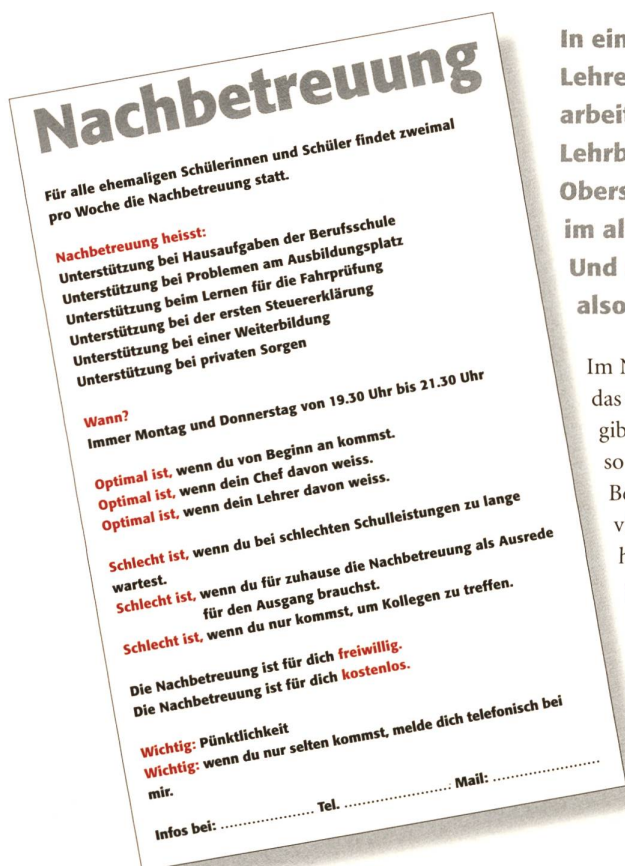 Nachbetreuung
Für alle ehemaligen Schülerinnen und Schüler findet zweimal
pro Woche die Nachbetreuung statt.
Nachbetreuung heisst:
Unterstützung bei Hausaufgaben der Berufsschule
Unterstützung bei Problemen am Ausbildungsplatz
Unterstützung beim Lernen für die Fahrprüfung
Unterstützung bei der ersten Steuererklärung
Unterstützung bei einer Weiterbildung
Unterstützung bei privaten Sorgen
Wann?
Immer Montag und Donnerstag von 19.30 Uhr bis 21.30 Uhr
Optimal ist, wenn du von Beginn an kommst.
Optimal ist, wenn dein Chef davon weiss.
Optimal ist, wenn dein Lehrer davon weiss.
Schlecht ist, wenn du bei schlechten Schulleistungen zu lange
wartest.
Schlecht ist, wenn du für zuhause die Nachbetreuung als Ausrede
für den Ausgang brauchst.
Schlecht ist, wenn du nur kommst, um Kollegen zu treffen.
Die Nachbetreuung ist für dich freiwillig.
Die Nachbetreuung ist für dich kostenlos.
Wichtig: Pünktlichkeit
Wichtig: wenn du nur selten kommst, melde dich telefonisch bei
mir.
Infos bei: .................... Tel. ....................... Mail: .......................
In ein
Lehre
arbeit
Lehrb
Obers
im al
Und
also
Im N
das
gib
so
Be
v
h